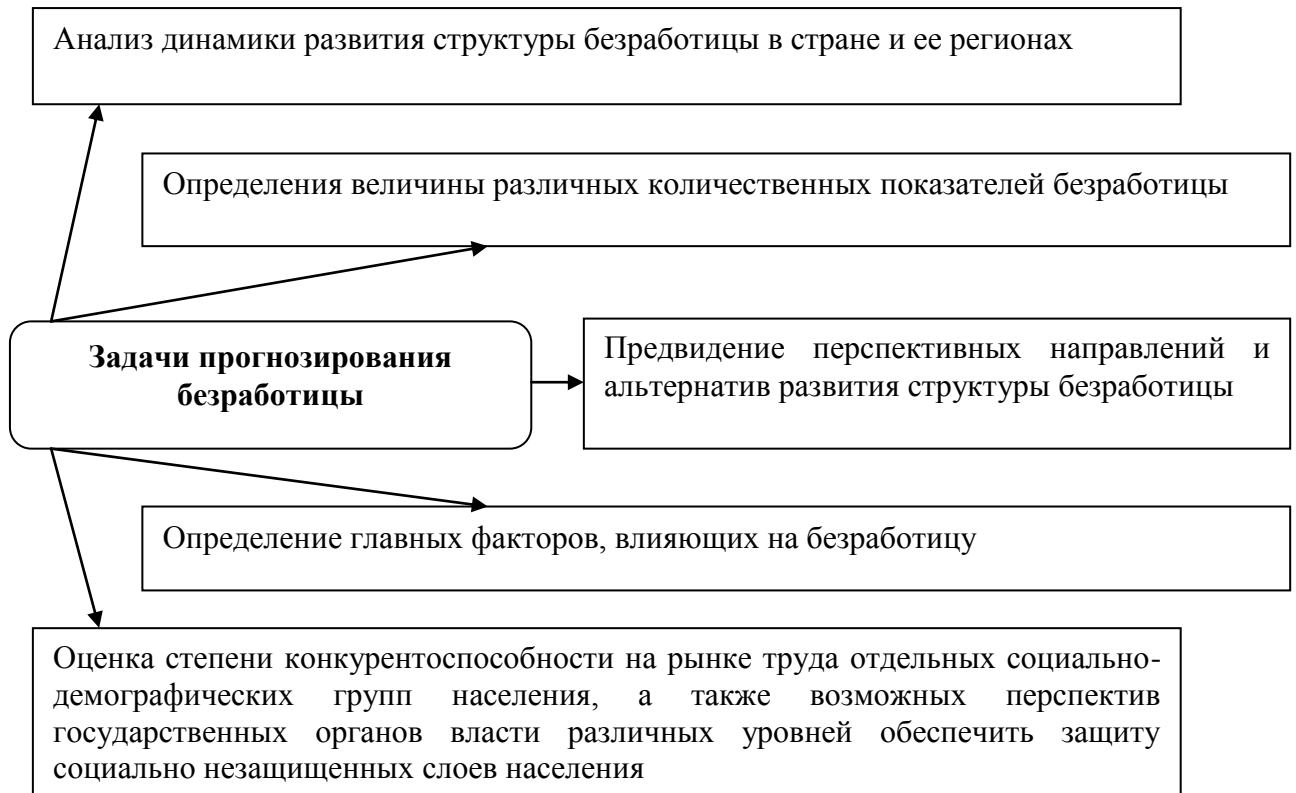 Анализ динамики развития структуры безработицы в стране и ее регионах
Определения величины различных количественных показателей безработицы
Задачи прогнозирования
безработицы
Предвидение перспективных направлений и
альтернатив развития структуры безработицы
Определение главных факторов, влияющих на безработицу
Оценка степени конкурентоспособности на рынке труда отдельных социально-
демографических групп населения, а также возможных перспектив
государственных органов власти различных уровней обеспечить защиту
социально незащищенных слоев населения